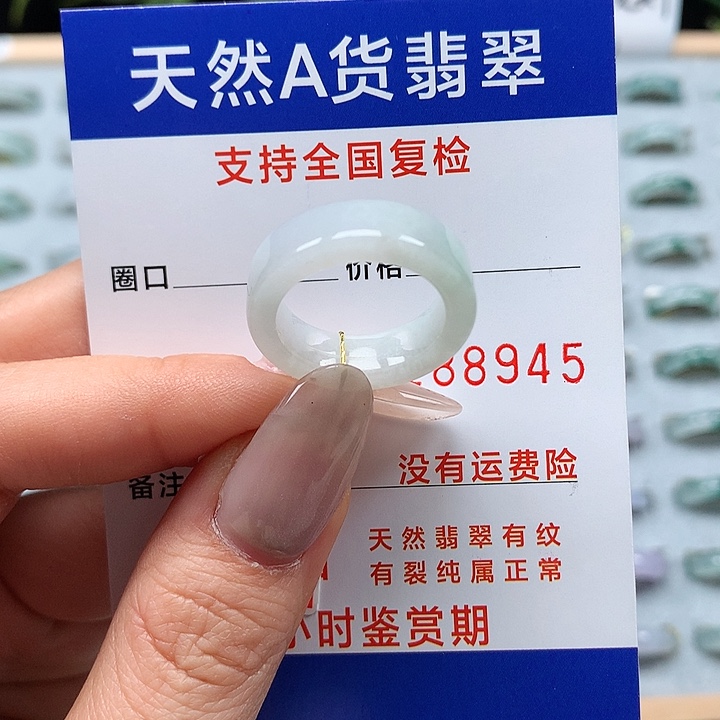 天然A货翡翠
支持全国复检
圈口 价格
88945
备注 没有运费险
天然翡翠有纹
有裂纯属正常
小时鉴赏期